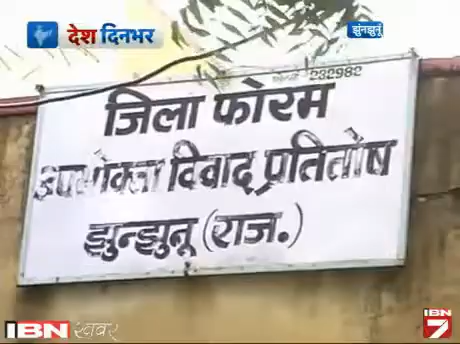 देश दिनभर
झुंझुनूं
232982
जिला फोरम
उपभोक्ता विवाद प्रतितोष
झुन्झुनू (राज.)
IBN खबर
IBN
7